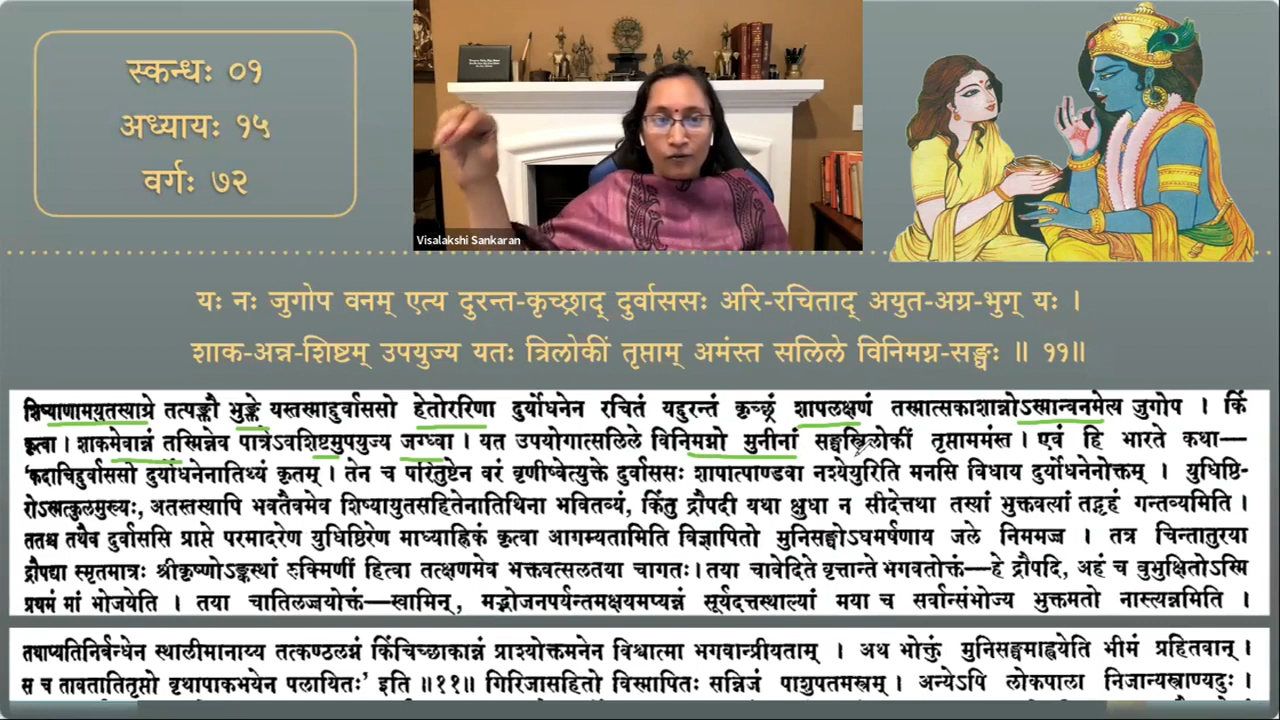 स्कन्धः ०१
अध्यायः १५
वर्गः ७२
Visalakshi Sankaran
यः नः जुगोप वनम् एत्य दुरन्त-कृच्छ्राद् दुर्वाससः अरि-रचिताद् अयुत-अग्र-भुग् यः ।
शाक-अन्न-शिष्टम् उपयुज्य यतः त्रिलोकीं तृप्ताम् अमंस्त सलिले विनिमग्न-सङ्घः ॥ ११॥
शिष्याणामयुतस्याग्रे तत्पङ्क्तौ भुङ्क्ते यस्तस्माद्दुर्वाससो हेतोररिणा दुर्योधनेन रचितं यद्दुरन्तं कृच्छ्रं शापलक्षणं तस्मात्सकाशान्नोऽस्मान्वनमेत्य जुगोप । किं
कृत्वा । शाकमेवान्नं तस्मिन्नेव पात्रेऽवशिष्टमुपयुज्य जग्ध्वा । यत उपयोगात्सलिले विनिमग्नो मुनीनां सङ्घस्त्रिलोकीं तृप्ताममंस्त । एवं हि भारते कथा—
‘कदाचिद्दुर्वाससो दुर्योधनेनातिथ्यं कृतम् । तेन च परितुष्टेन वरं वृणीष्वेत्युक्ते दुर्वाससः शापात्पाण्डवा नश्येयुरिति मनसि विधाय दुर्योधनेनोक्तम् । युधिष्ठि-
रोऽस्मत्कुलमुख्यः, अतस्तस्यापि भवतैवमेव शिष्यायुतसहितेनातिथिना भवितव्यं, किंतु द्रौपदी यथा क्षुधा न सीदेत्तथा तस्यां भुक्तवत्यां तद्गृहं गन्तव्यमिति ।
ततश्च तथैव दुर्वाससि प्राप्ते परमादरेण युधिष्ठिरेण माध्याह्निकं कृत्वा आगम्यतामिति विज्ञापितो मुनिसङ्घोऽघमर्षणाय जले निममज्ज । तत्र चिन्तातुरया
द्रौपद्या स्मृतमात्रः श्रीकृष्णोऽङ्कस्थां रुक्मिणीं हित्वा तत्क्षणमेव भक्तवत्सलतया चागतः । तया चावेदिते वृत्तान्ते भगवतोक्तं—हे द्रौपदि, अहं च बुभुक्षितोऽस्मि
प्रथमं मां भोजयेति । तया चातिलज्जयोक्तं—स्वामिन्, मद्भोजनपर्यन्तमक्षयमप्यन्नं सूर्यदत्तस्थाल्यां मया च सर्वान्संभोज्य भुक्तमतो नास्त्यन्नमिति ।
तथाप्यतिनिर्बन्धेन स्थालीमानाय्य तत्कण्ठलग्नं किंचिच्छाकान्नं प्राश्योक्तमनेन विश्वात्मा भगवान्प्रीयताम् । अथ भोक्तुं मुनिसङ्घमाह्वयेति भीमं प्रहितवान् ।
स च तावतातितृप्तो वृथापाकभयेन पलायितः’ इति ॥११॥ गिरिजासहितो विस्मापितः सन्निजं पाशुपतमस्त्रम् । अन्येऽपि लोकपाला निजान्यस्त्राण्यदुः ।